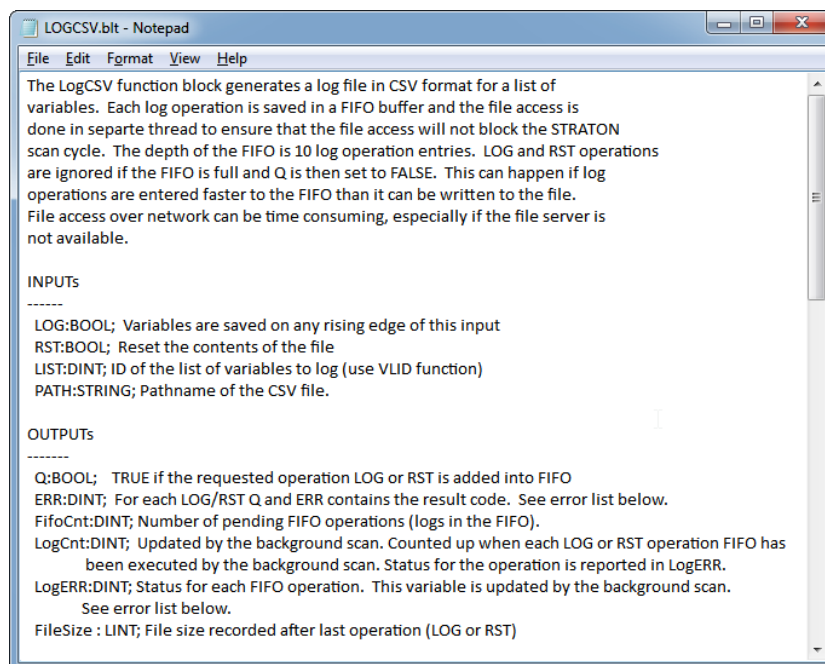 LOGCSV.blt - Notepad
File Edit Format View Help
The LogCSV function block generates a log file in CSV format for a list of
variables. Each log operation is saved in a FIFO buffer and the file access is
done in separte thread to ensure that the file access will not block the STRATON
scan cycle. The depth of the FIFO is 10 log operation entries. LOG and RST operations
are ignored if the FIFO is full and Q is then set to FALSE. This can happen if log
operations are entered faster to the FIFO than it can be written to the file.
File access over network can be time consuming, especially if the file server is
not available.
INPUTs
------
LOG:BOOL; Variables are saved on any rising edge of this input
RST:BOOL; Reset the contents of the file
LIST:DINT; ID of the list of variables to log (use VLID function)
PATH:STRING; Pathname of the CSV file.
OUTPUTs
-------
Q:BOOL; TRUE if the requested operation LOG or RST is added into FIFO
ERR:DINT; For each LOG/RST Q and ERR contains the result code. See error list below.
FifoCnt:DINT; Number of pending FIFO operations (logs in the FIFO).
LogCnt:DINT; Updated by the background scan. Counted up when each LOG or RST operation FIFO has
been executed by the background scan. Status for the operation is reported in LogERR.
LogERR:DINT; Status for each FIFO operation. This variable is updated by the background scan.
See error list below.
FileSize : LINT; File size recorded after last operation (LOG or RST)